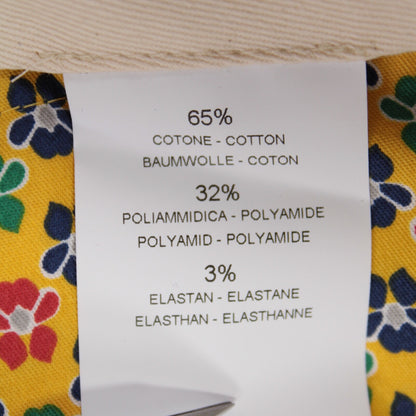 65%
COTONE - COTTON
BAUMWOLLE - COTON
32%
POLIAMMIDICA - POLYAMIDE
POLYAMID - POLYAMIDE
3%
ELASTAN - ELASTANE
ELASTHAN - ELASTHANNE